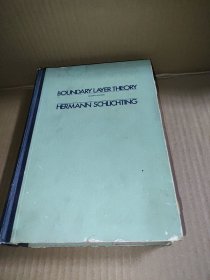 BOUNDARY LAYER THEORY
HERMANN SCHLICHTING